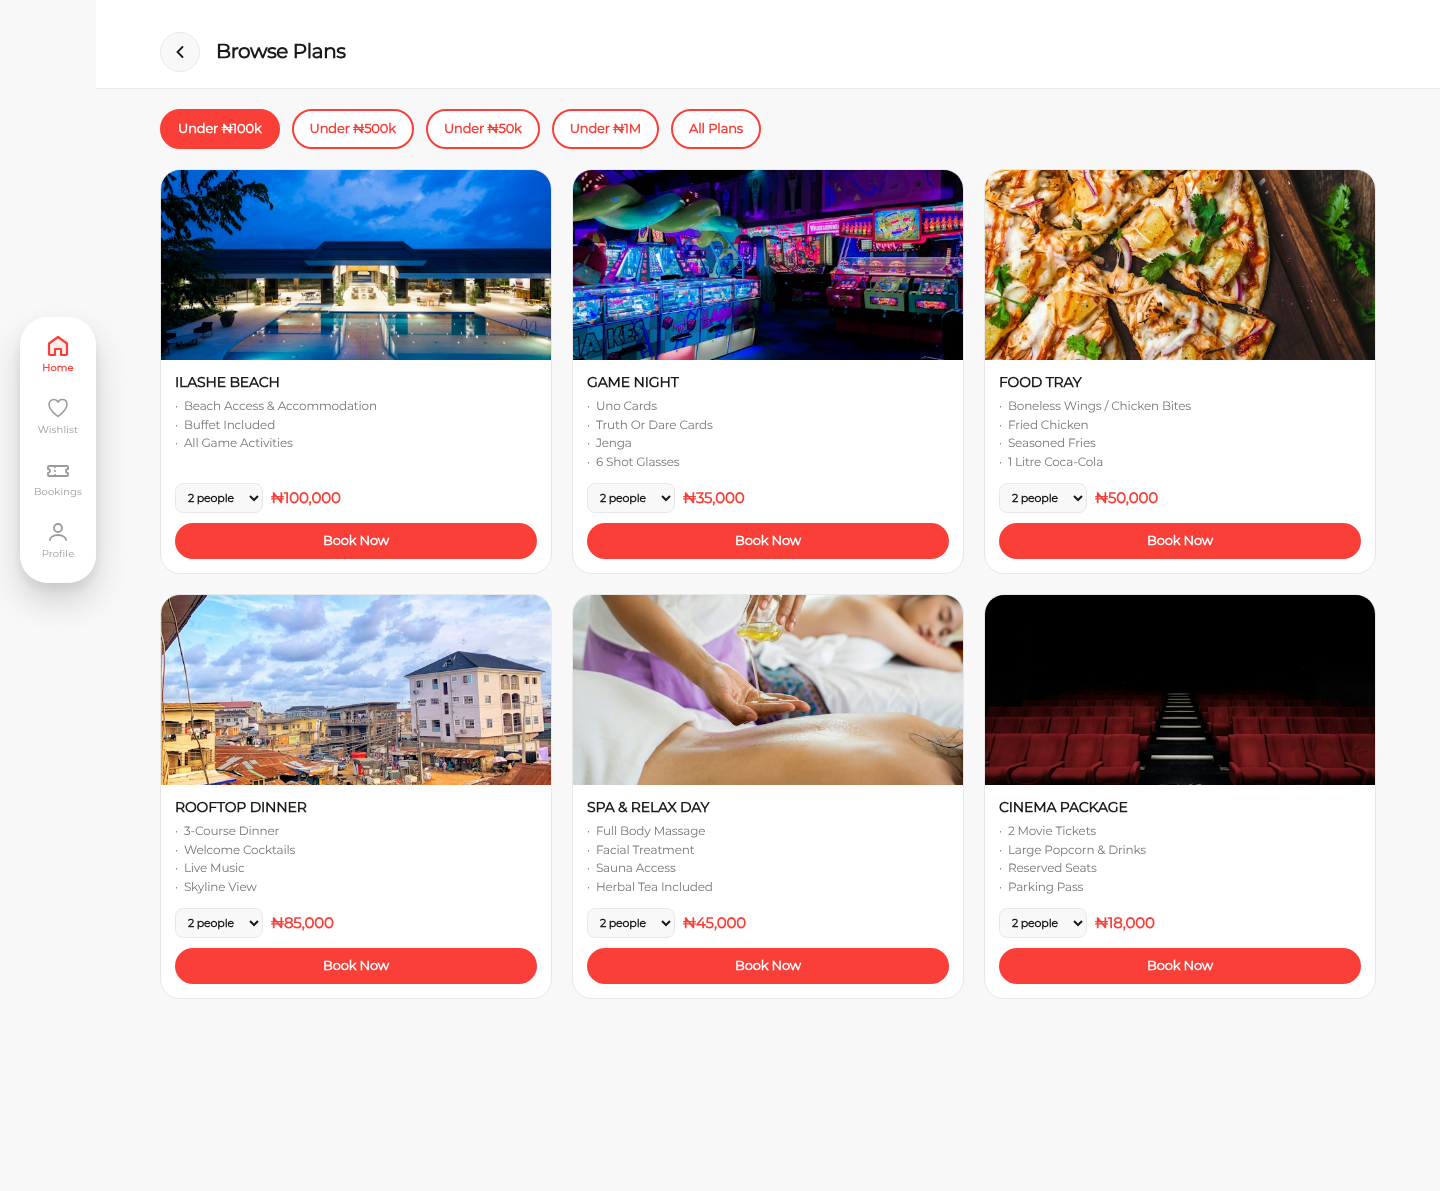 Browse Plans
Under ₦100k
Under ₦500k
Under ₦50k
Under ₦1M
All Plans
Home
Wishlist
Bookings
Profile
ILASHE BEACH
· Beach Access & Accommodation
· Buffet Included
· All Game Activities
2 people
₦100,000
Book Now
GAME NIGHT
· Uno Cards
· Truth Or Dare Cards
· Jenga
· 6 Shot Glasses
2 people
₦35,000
Book Now
FOOD TRAY
· Boneless Wings / Chicken Bites
· Fried Chicken
· Seasoned Fries
· 1 Litre Coca-Cola
2 people
₦50,000
Book Now
ROOFTOP DINNER
· 3-Course Dinner
· Welcome Cocktails
· Live Music
· Skyline View
2 people
₦85,000
Book Now
SPA & RELAX DAY
· Full Body Massage
· Facial Treatment
· Sauna Access
· Herbal Tea Included
2 people
₦45,000
Book Now
CINEMA PACKAGE
· 2 Movie Tickets
· Large Popcorn & Drinks
· Reserved Seats
· Parking Pass
2 people
₦18,000
Book Now